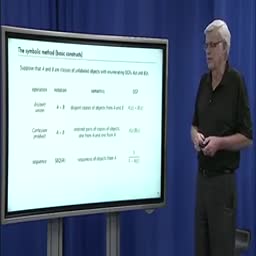 The symbolic method (basic constructs)
Suppose that A and B are classes of unlabelled objects with enumerating OGFs A(z) and B(z).
operation notation semantics OGF
disjoint union A + B disjoint copies of objects from A and B A(z) + B(z)
Cartesian product A × B ordered pairs of copies of objects, one from A and one from B A(z)B(z)
sequence SEQ(A) sequences of objects from A 1 / 1 − A(z)